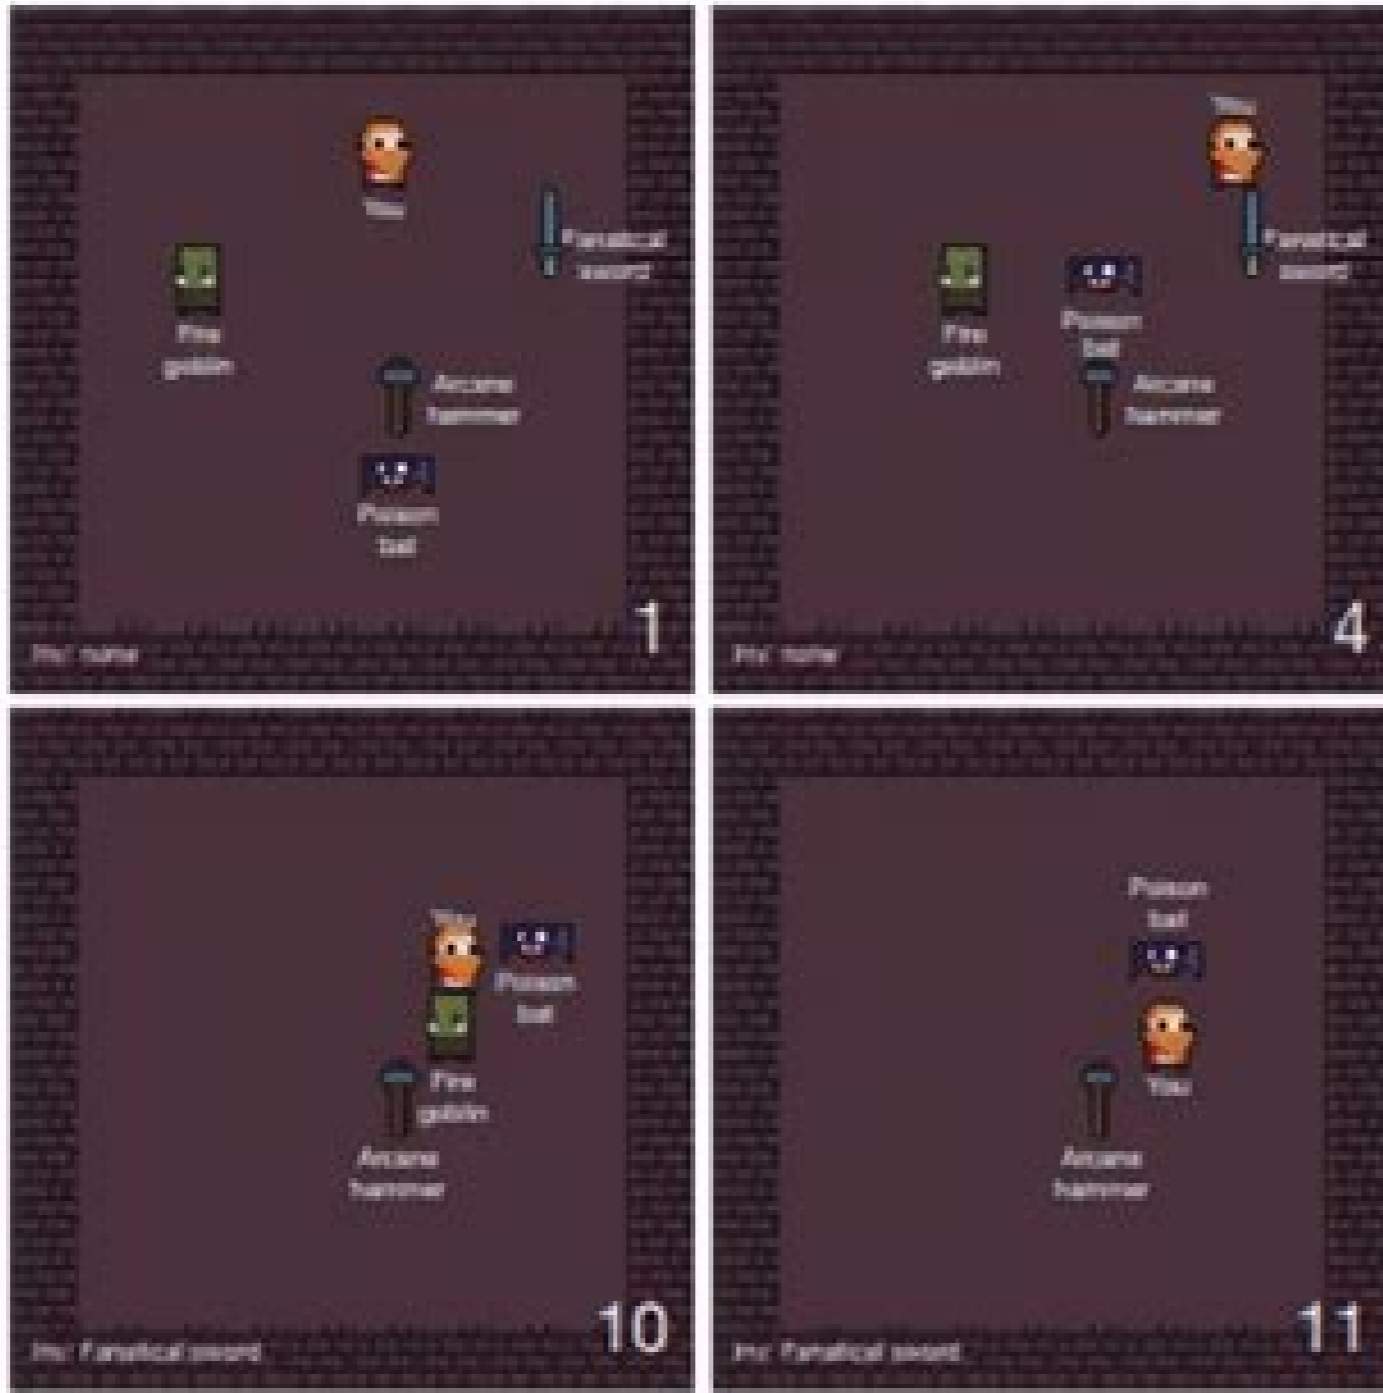 You
Fanatical
sword
Fire
goblin
Arcane
hammer
Poison
bat
1
Inv: none
You
Fanatical
sword
Fire
goblin
Poison
bat
Arcane
hammer
4
Inv: none
You
Poison
bat
Fire
goblin
Arcane
hammer
10
Inv: Fanatical sword
Poison
bat
You
Arcane
hammer
11
Inv: Fanatical sword